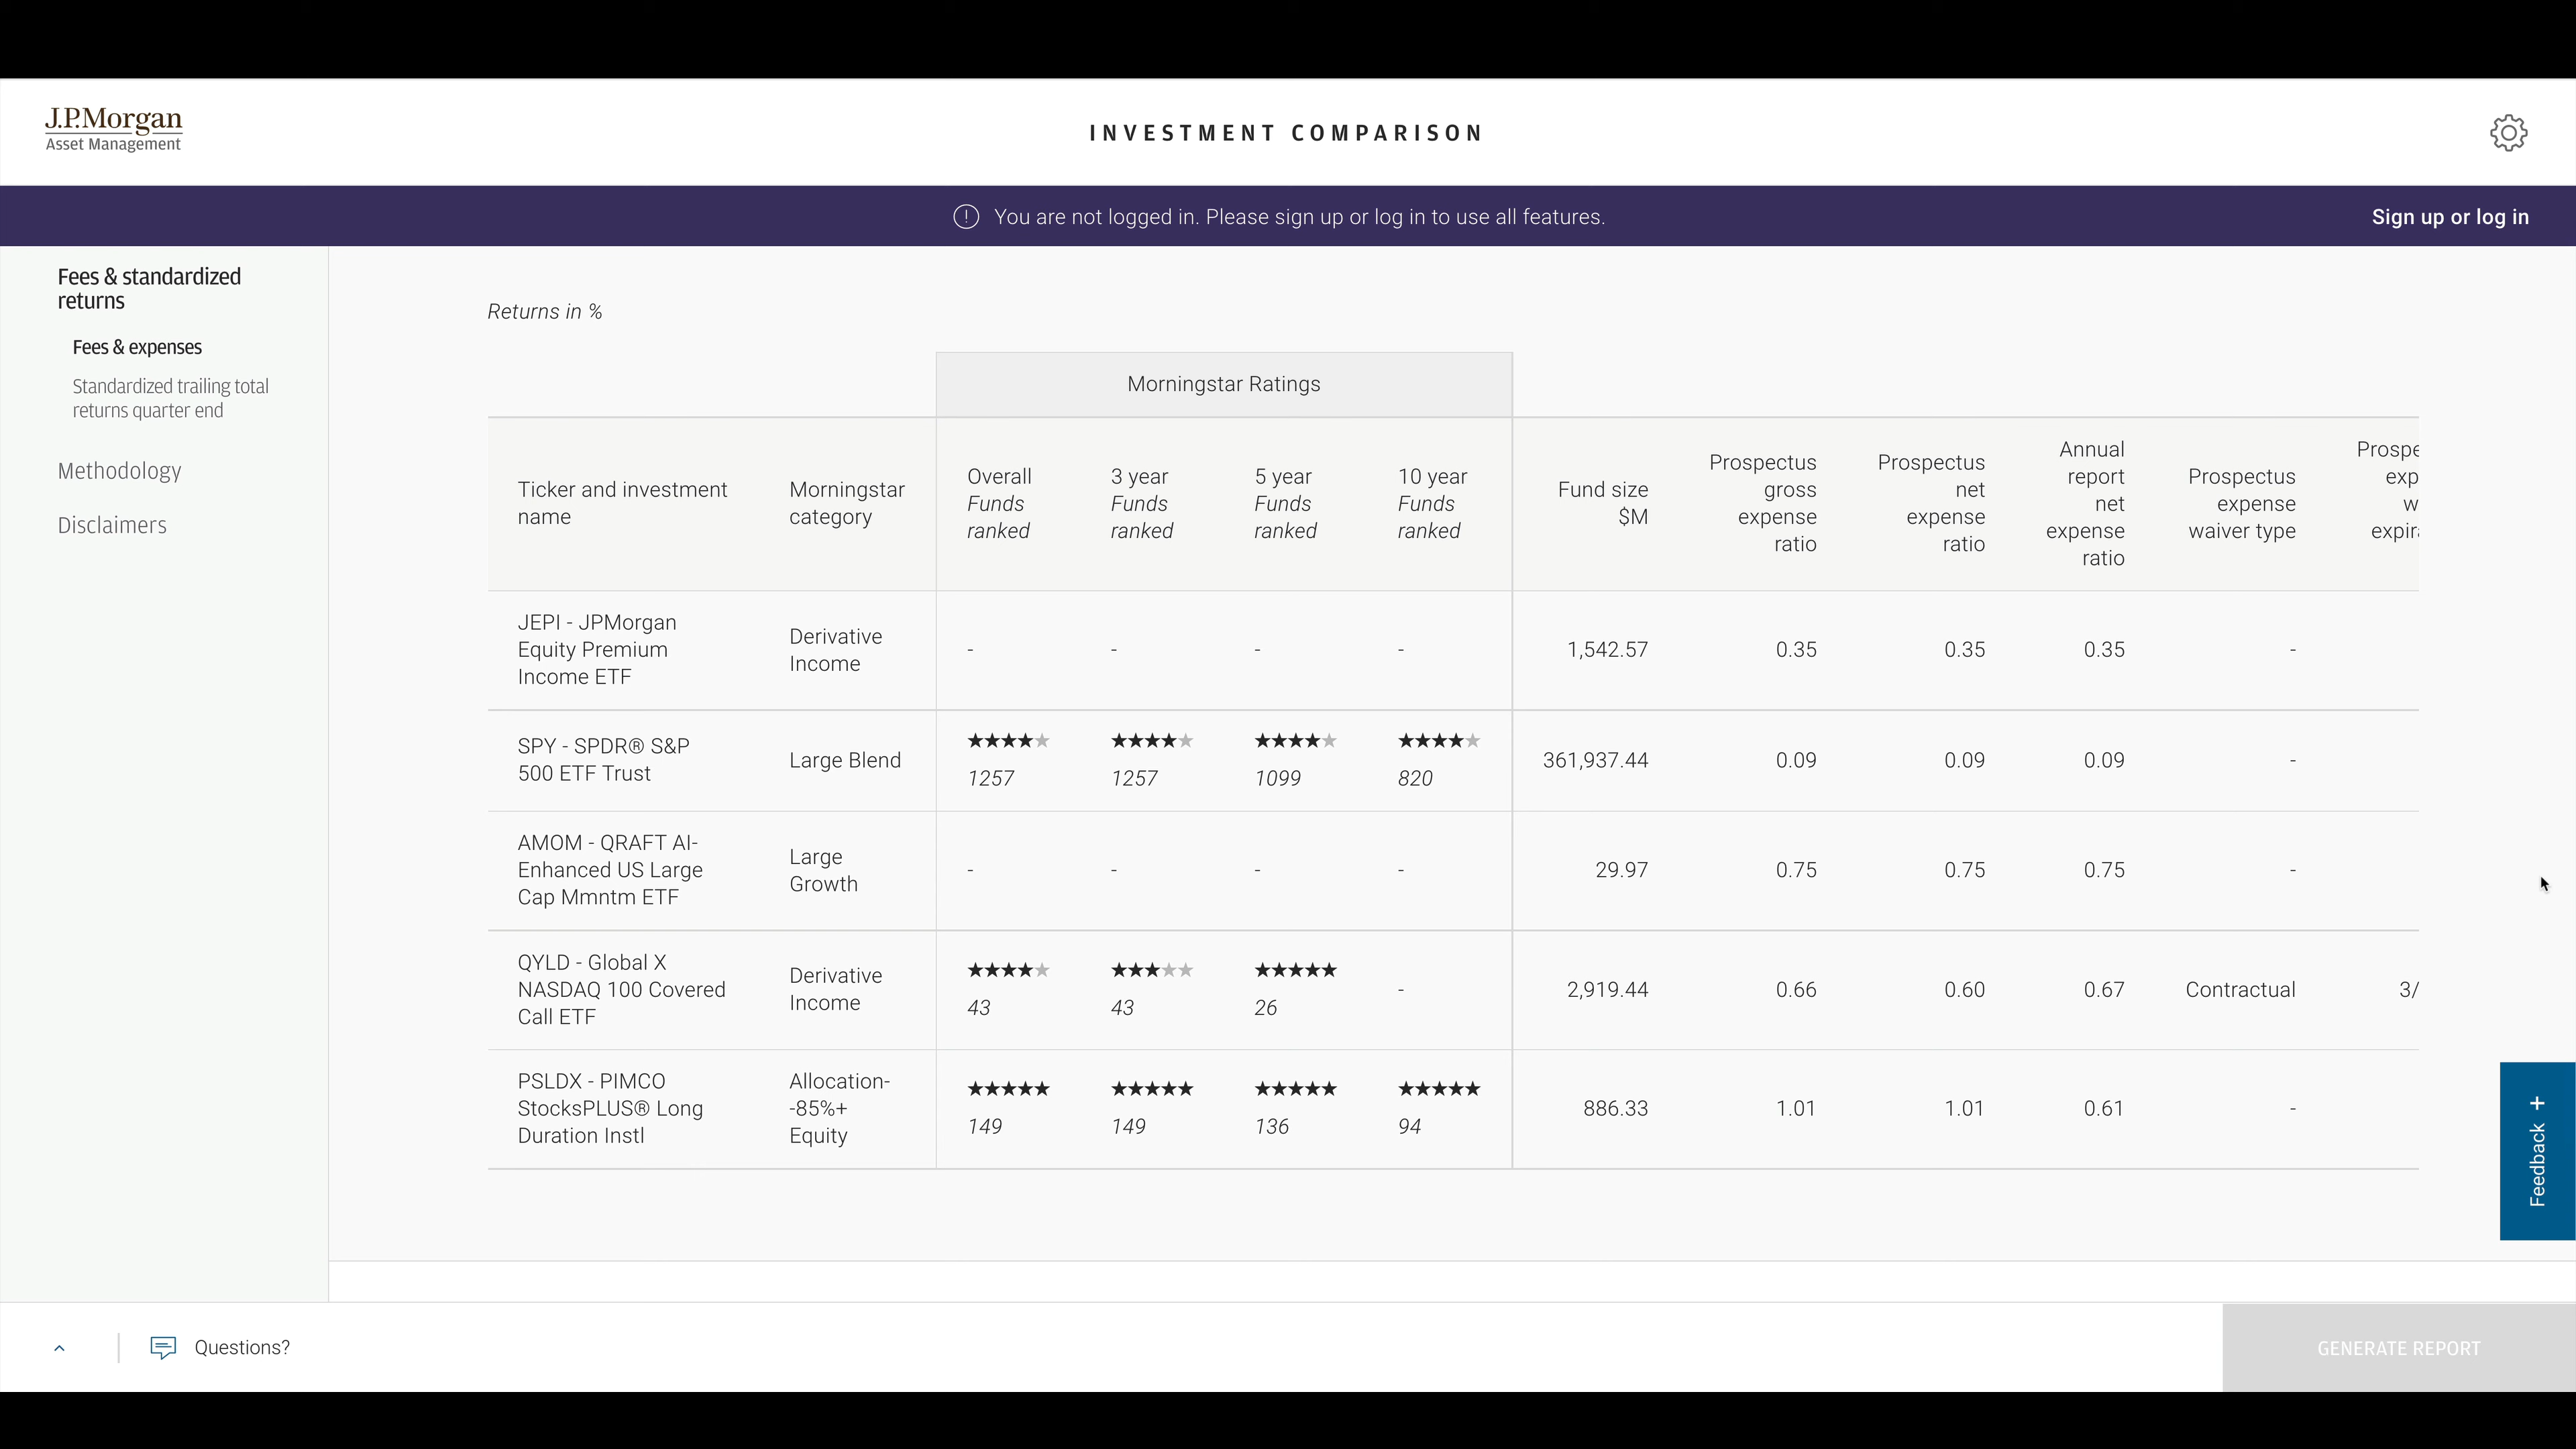 J.P.Morgan
Asset Management
INVESTMENT COMPARISON
You are not logged in. Please sign up or log in to use all features.
Sign up or log in
Fees & standardized
returns
Fees & expenses
Standardized trailing total
returns quarter end
Methodology
Disclaimers
Returns in %
Morningstar Ratings
Ticker and investment
name
Morningstar
category
Overall
Funds
ranked
3 year
Funds
ranked
5 year
Funds
ranked
10 year
Funds
ranked
Fund size
$M
Prospectus
gross
expense
ratio
Prospectus
net
expense
ratio
Annual
report
net
expense
ratio
Prospectus
expense
waiver type
Prospe
exp
w
expir
JEPI - JPMorgan
Equity Premium
Income ETF
Derivative
Income
- - - - 1,542.57 0.35 0.35 0.35 -
SPY - SPDR® S&P
500 ETF Trust
Large Blend
★★★★★ ★★★★★ ★★★★★ ★★★★★
1257 1257 1099 820
361,937.44 0.09 0.09 0.09 -
AMOM - QRAFT AI-
Enhanced US Large
Cap Mmntm ETF
Large
Growth
- - - - 29.97 0.75 0.75 0.75 -
QYLD - Global X
NASDAQ 100 Covered
Call ETF
Derivative
Income
★★★★★ ★★★★★ ★★★★★ -
43 43 26
2,919.44 0.66 0.60 0.67 Contractual 3/
PSLDX - PIMCO
StocksPLUS® Long
Duration Instl
Allocation-
-85%+
Equity
★★★★★ ★★★★★ ★★★★★ ★★★★★
149 149 136 94
886.33 1.01 1.01 0.61 -
Feedback +
Questions?
GENERATE REPORT